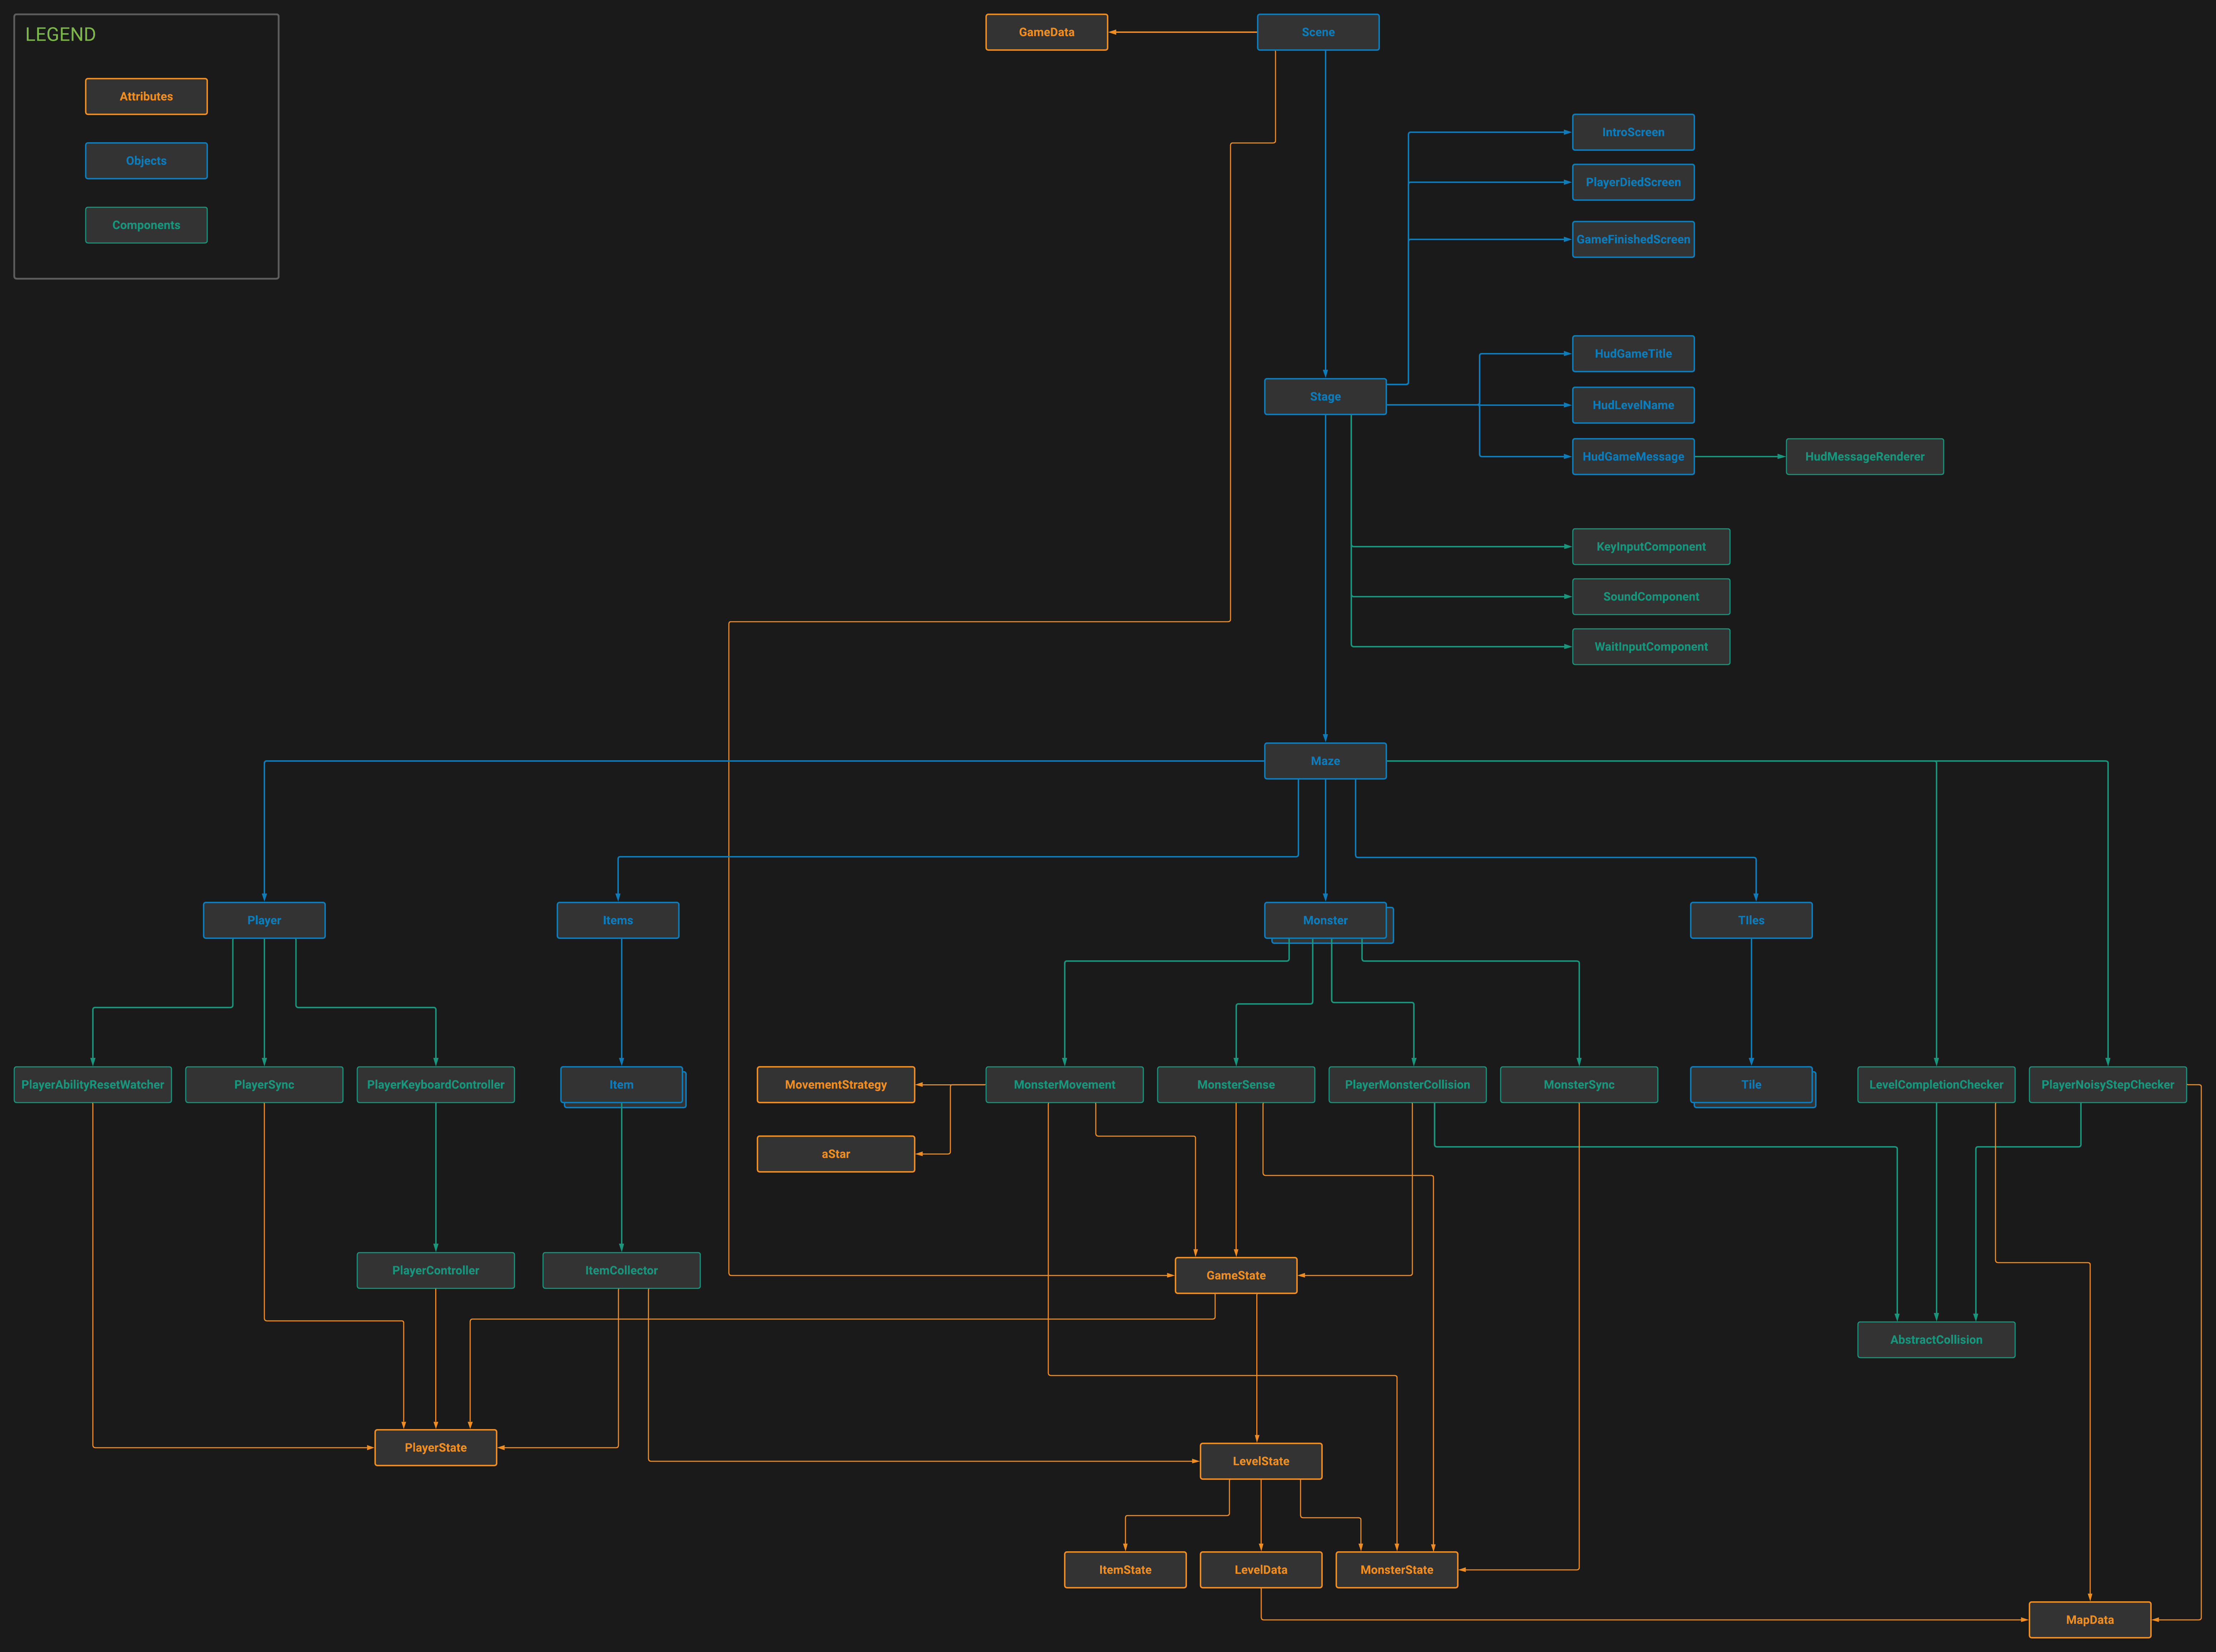 LEGEND
Attributes
Objects
Components
GameData
Scene
IntroScreen
PlayerDiedScreen
GameFinishedScreen
HudGameTitle
Stage
HudLevelName
HudGameMessage
HudMessageRenderer
KeyInputComponent
SoundComponent
WaitInputComponent
Maze
Player
Items
Monster
TIles
PlayerAbilityResetWatcher
PlayerSync
PlayerKeyboardController
Item
MovementStrategy
MonsterMovement
MonsterSense
PlayerMonsterCollision
MonsterSync
Tile
LevelCompletionChecker
PlayerNoisyStepChecker
aStar
PlayerController
ItemCollector
GameState
AbstractCollision
PlayerState
LevelState
ItemState
LevelData
MonsterState
MapData